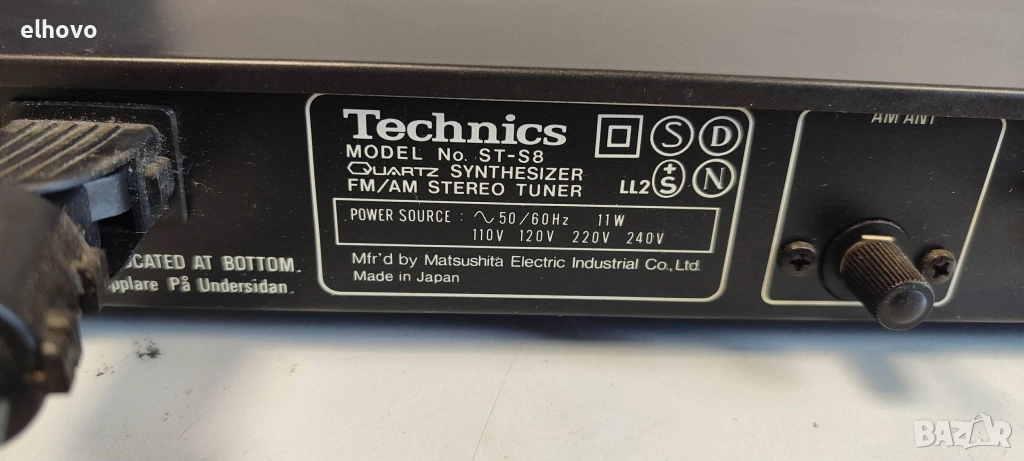 elhovo
Technics
MODEL No. ST-S8
QUARTZ SYNTHESIZER
FM/AM STEREO TUNER
LL2
S D
+S N
POWER SOURCE : ∿ 50/60Hz 11W
110V 120V 220V 240V
Mfr'd by Matsushita Electric Industrial Co., Ltd.
Made in Japan
AM ANT
AT BOTTOM.
På Undersidan.
BAZAR